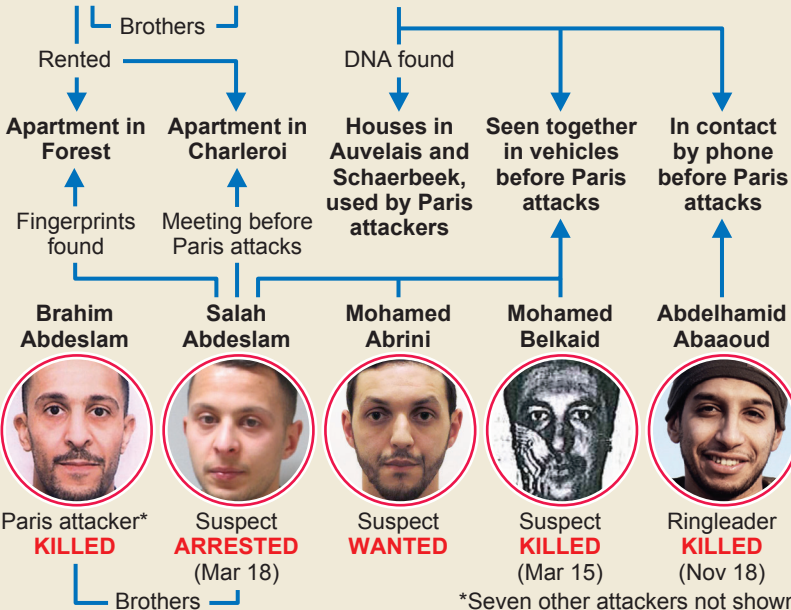 Brothers
Rented
DNA found
Apartment in
Forest
Apartment in
Charleroi
Houses in
Auvelais and
Schaerbeek,
used by Paris
attackers
Seen together
in vehicles
before Paris
attacks
In contact
by phone
before Paris
attacks
Fingerprints
found
Meeting before
Paris attacks
Brahim
Abdeslam
Salah
Abdeslam
Mohamed
Abrini
Mohamed
Belkaid
Abdelhamid
Abaaoud
Paris attacker*
KILLED
Suspect
ARRESTED
(Mar 18)
Suspect
WANTED
Suspect
KILLED
(Mar 15)
Ringleader
KILLED
(Nov 18)
Brothers
*Seven other attackers not shown